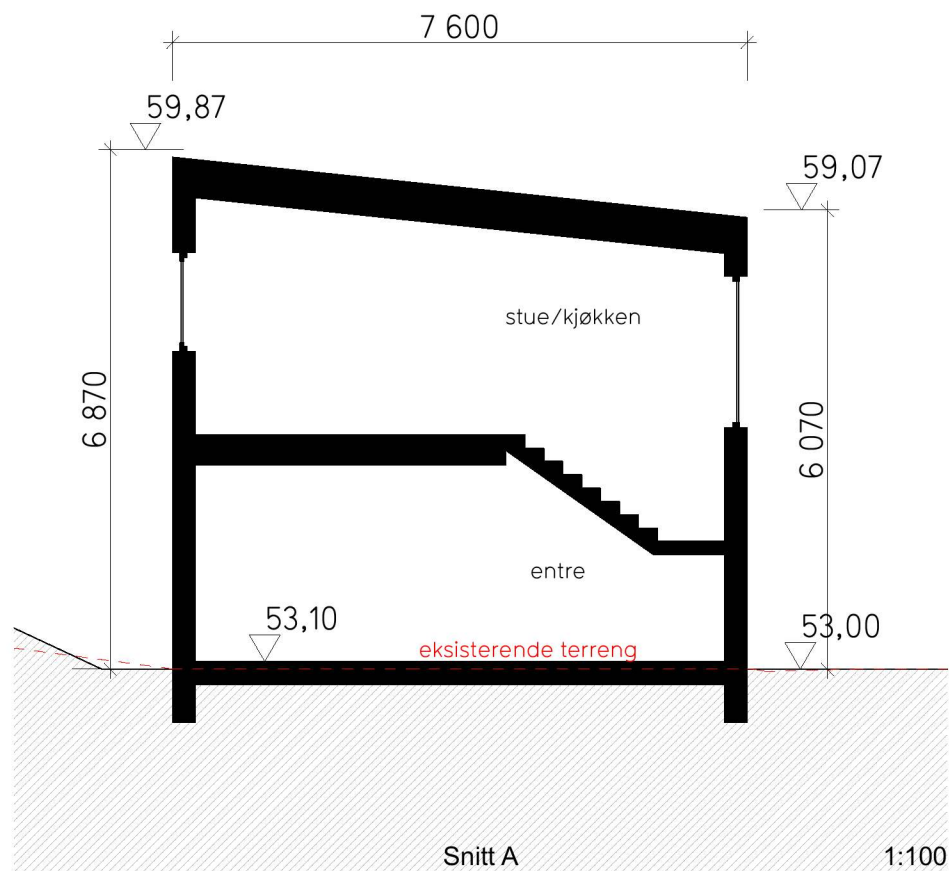 7 600
59,87
59,07
stue/kjøkken
6 870
6 070
entre
53,10
53,00
eksisterende terreng
Snitt A
1:100